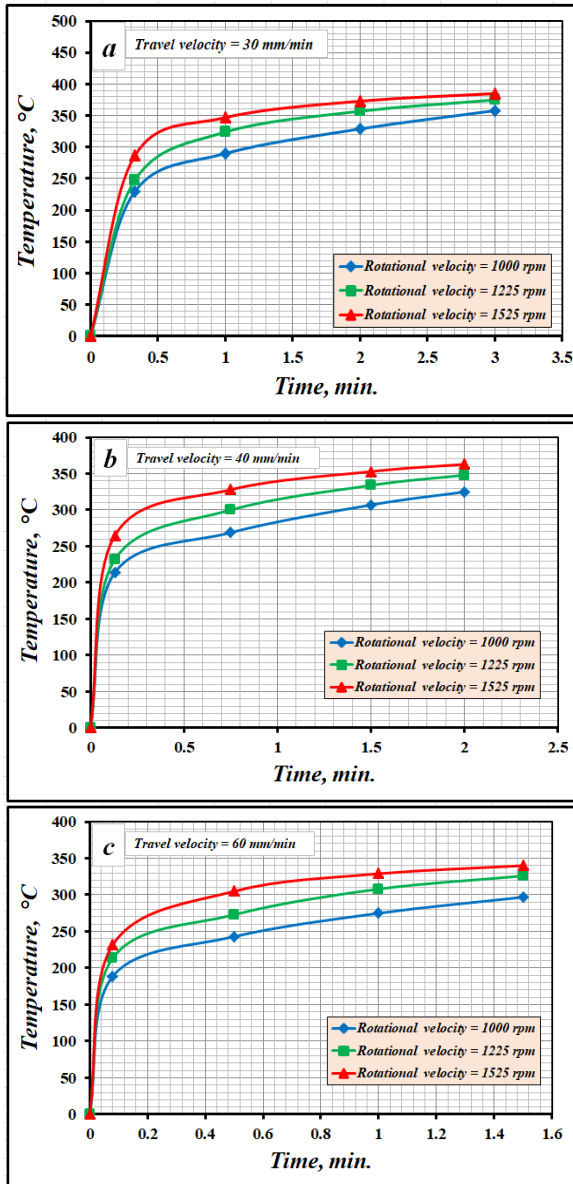 a Travel velocity = 30 mm/min
500
450
400
350
300
250
200
150
100
50
0
Temperature, °C
Rotational velocity = 1000 rpm
Rotational velocity = 1225 rpm
Rotational velocity = 1525 rpm
0 0.5 1 1.5 2 2.5 3 3.5
Time, min.
b Travel velocity = 40 mm/min
400
350
300
250
200
150
100
50
0
Temperature, °C
Rotational velocity = 1000 rpm
Rotational velocity = 1225 rpm
Rotational velocity = 1525 rpm
0 0.5 1 1.5 2 2.5
Time, min.
c Travel velocity = 60 mm/min
400
350
300
250
200
150
100
50
0
Temperature, °C
Rotational velocity = 1000 rpm
Rotational velocity = 1225 rpm
Rotational velocity = 1525 rpm
0 0.2 0.4 0.6 0.8 1 1.2 1.4 1.6
Time, min.